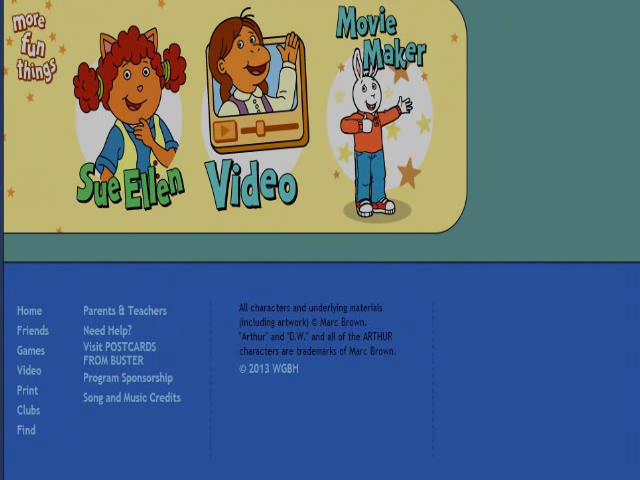 more
fun
things
Sue Ellen
Video
Movie
Maker
Home
Friends
Games
Video
Print
Clubs
Find
Parents & Teachers
Need Help?
Visit POSTCARDS
FROM BUSTER
Program Sponsorship
Song and Music Credits
All characters and underlying materials
(including artwork) © Marc Brown.
"Arthur" and "D.W." and all of the ARTHUR
characters are trademarks of Marc Brown.
© 2013 WGBH